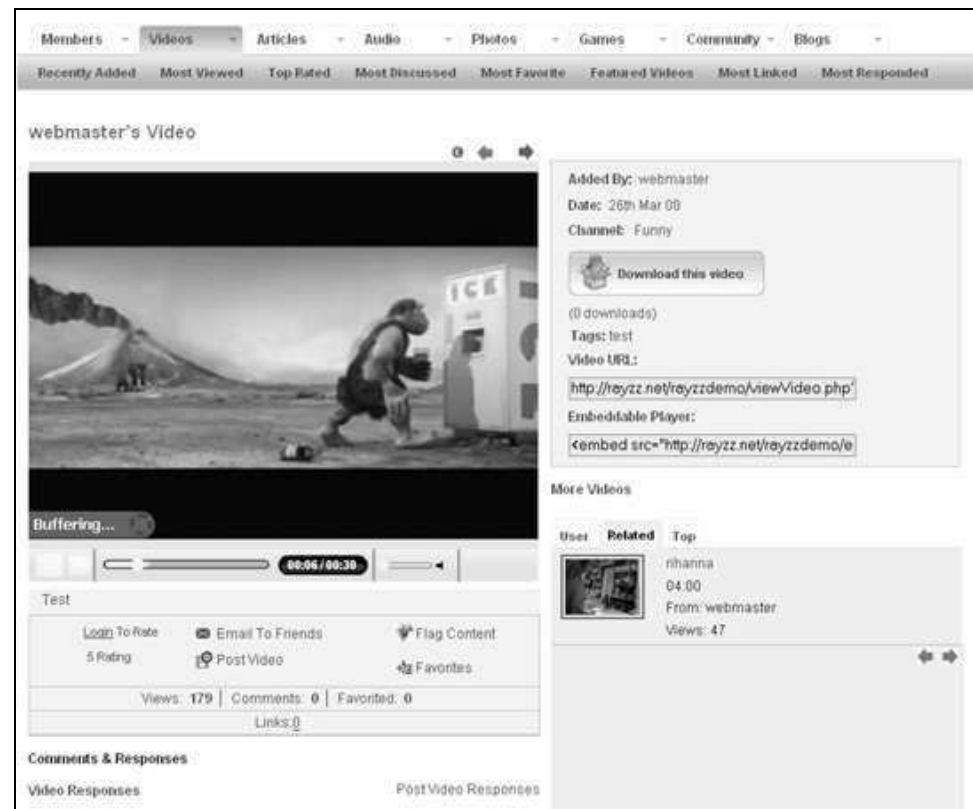 Members Videos Articles Audio Photos Games Community Blogs
Recently Added Most Viewed Top Rated Most Discussed Most Favorite Featured Videos Most Linked Most Responded
webmaster's Video
ICE
Buffering...
00:06/00:30
Test
Login To Rate
5 Rating
Email To Friends
Post Video
Flag Content
Favorites
Views: 179 | Comments: 0 | Favorited: 0
Links:0
Comments & Responses
Video Responses
Post Video Responses
Added By: webmaster
Date: 26th Mar 08
Channel: Funny
Download this video
(0 downloads)
Tags: test
Video URL:
http://rayzz.net/rayzzdemo/viewVideo.php?
Embeddable Player:
<embed src="http://rayzz.net/rayzzdemo/e
More Videos
User Related Top
rihanna
04:00
From: webmaster
Views: 47